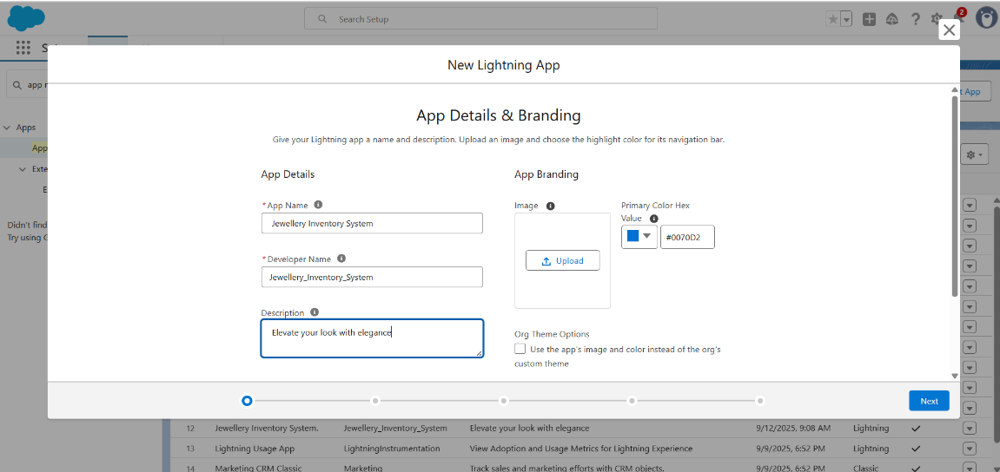 Search Setup
2
app
New Lightning App
App
App Details & Branding
Give your Lightning app a name and description. Upload an image and choose the highlight color for its navigation bar.
Apps
App
App Details
App Branding
*App Name
Image
Primary Color Hex
Value
Jewellery Inventory System
#0070D2
Didn't find
Try using
*Developer Name
Upload
Jewellery_Inventory_System
Description
Elevate your look with elegance
Org Theme Options
Use the app's image and color instead of the org's
custom theme
Next
12 Jewellery Inventory System. Jewellery_Inventory_System Elevate your look with elegance 9/12/2025, 9:08 AM Lightning
13 Lightning Usage App LightningInstrumentation View Adoption and Usage Metrics for Lightning Experience 9/9/2025, 6:52 PM Lightning
14 Marketing CRM Classic Marketing Track sales and marketing efforts with CRM objects. 9/9/2025, 6:52 PM Classic